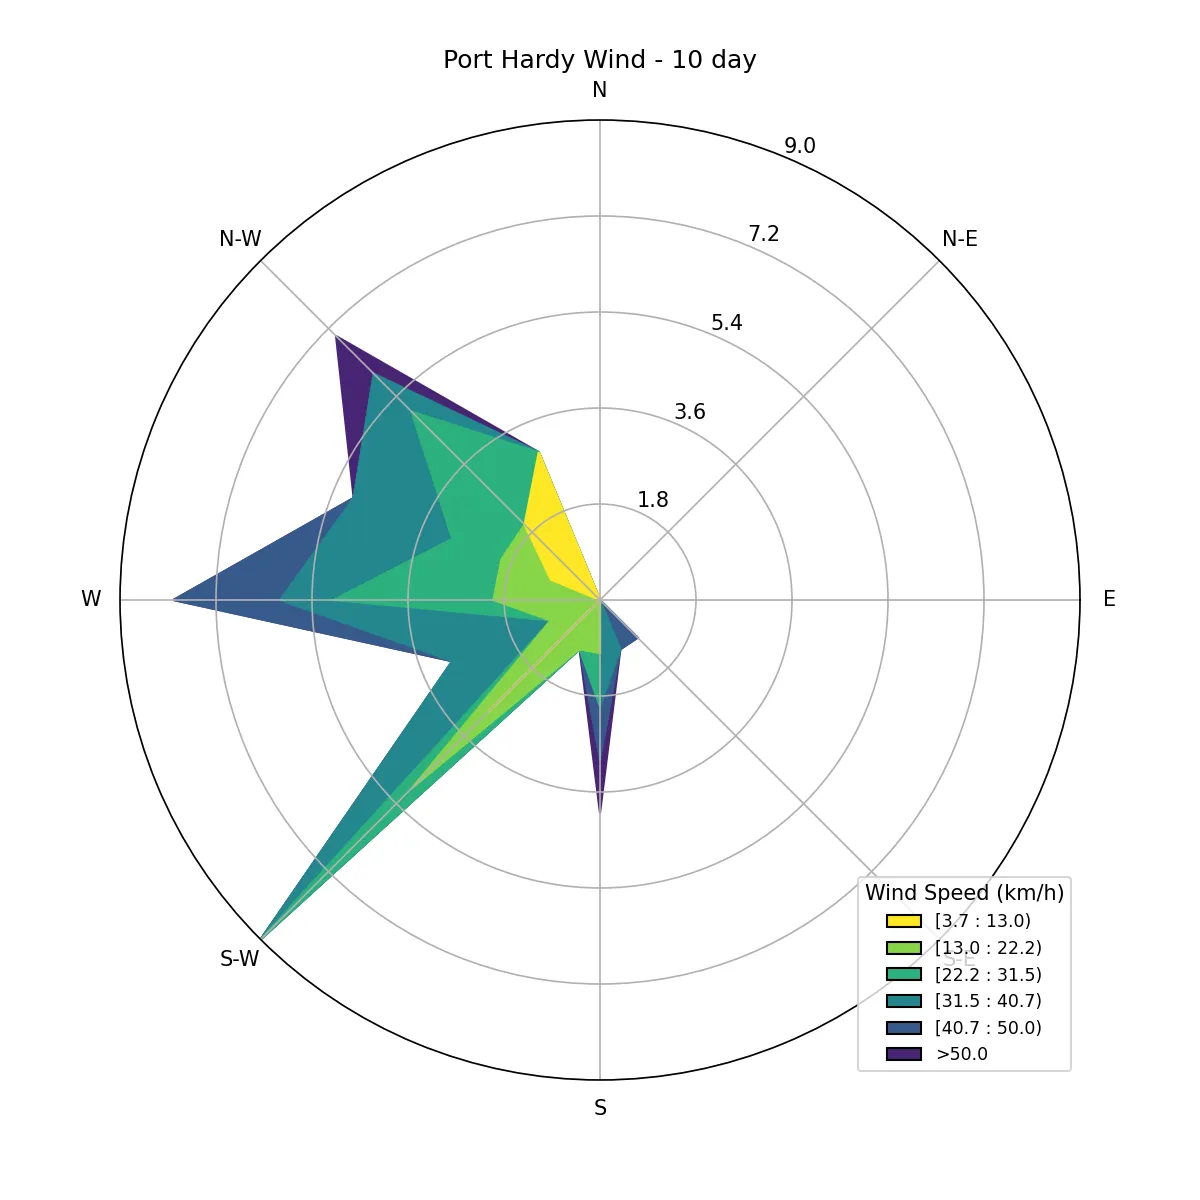 Port Hardy Wind - 10 day
N
9.0
N-W
N-E
7.2
5.4
3.6
1.8
W
E
S-W
S-E
S
Wind Speed (km/h)
[3.7 : 13.0)
[13.0 : 22.2)
[22.2 : 31.5)
[31.5 : 40.7)
[40.7 : 50.0)
>50.0